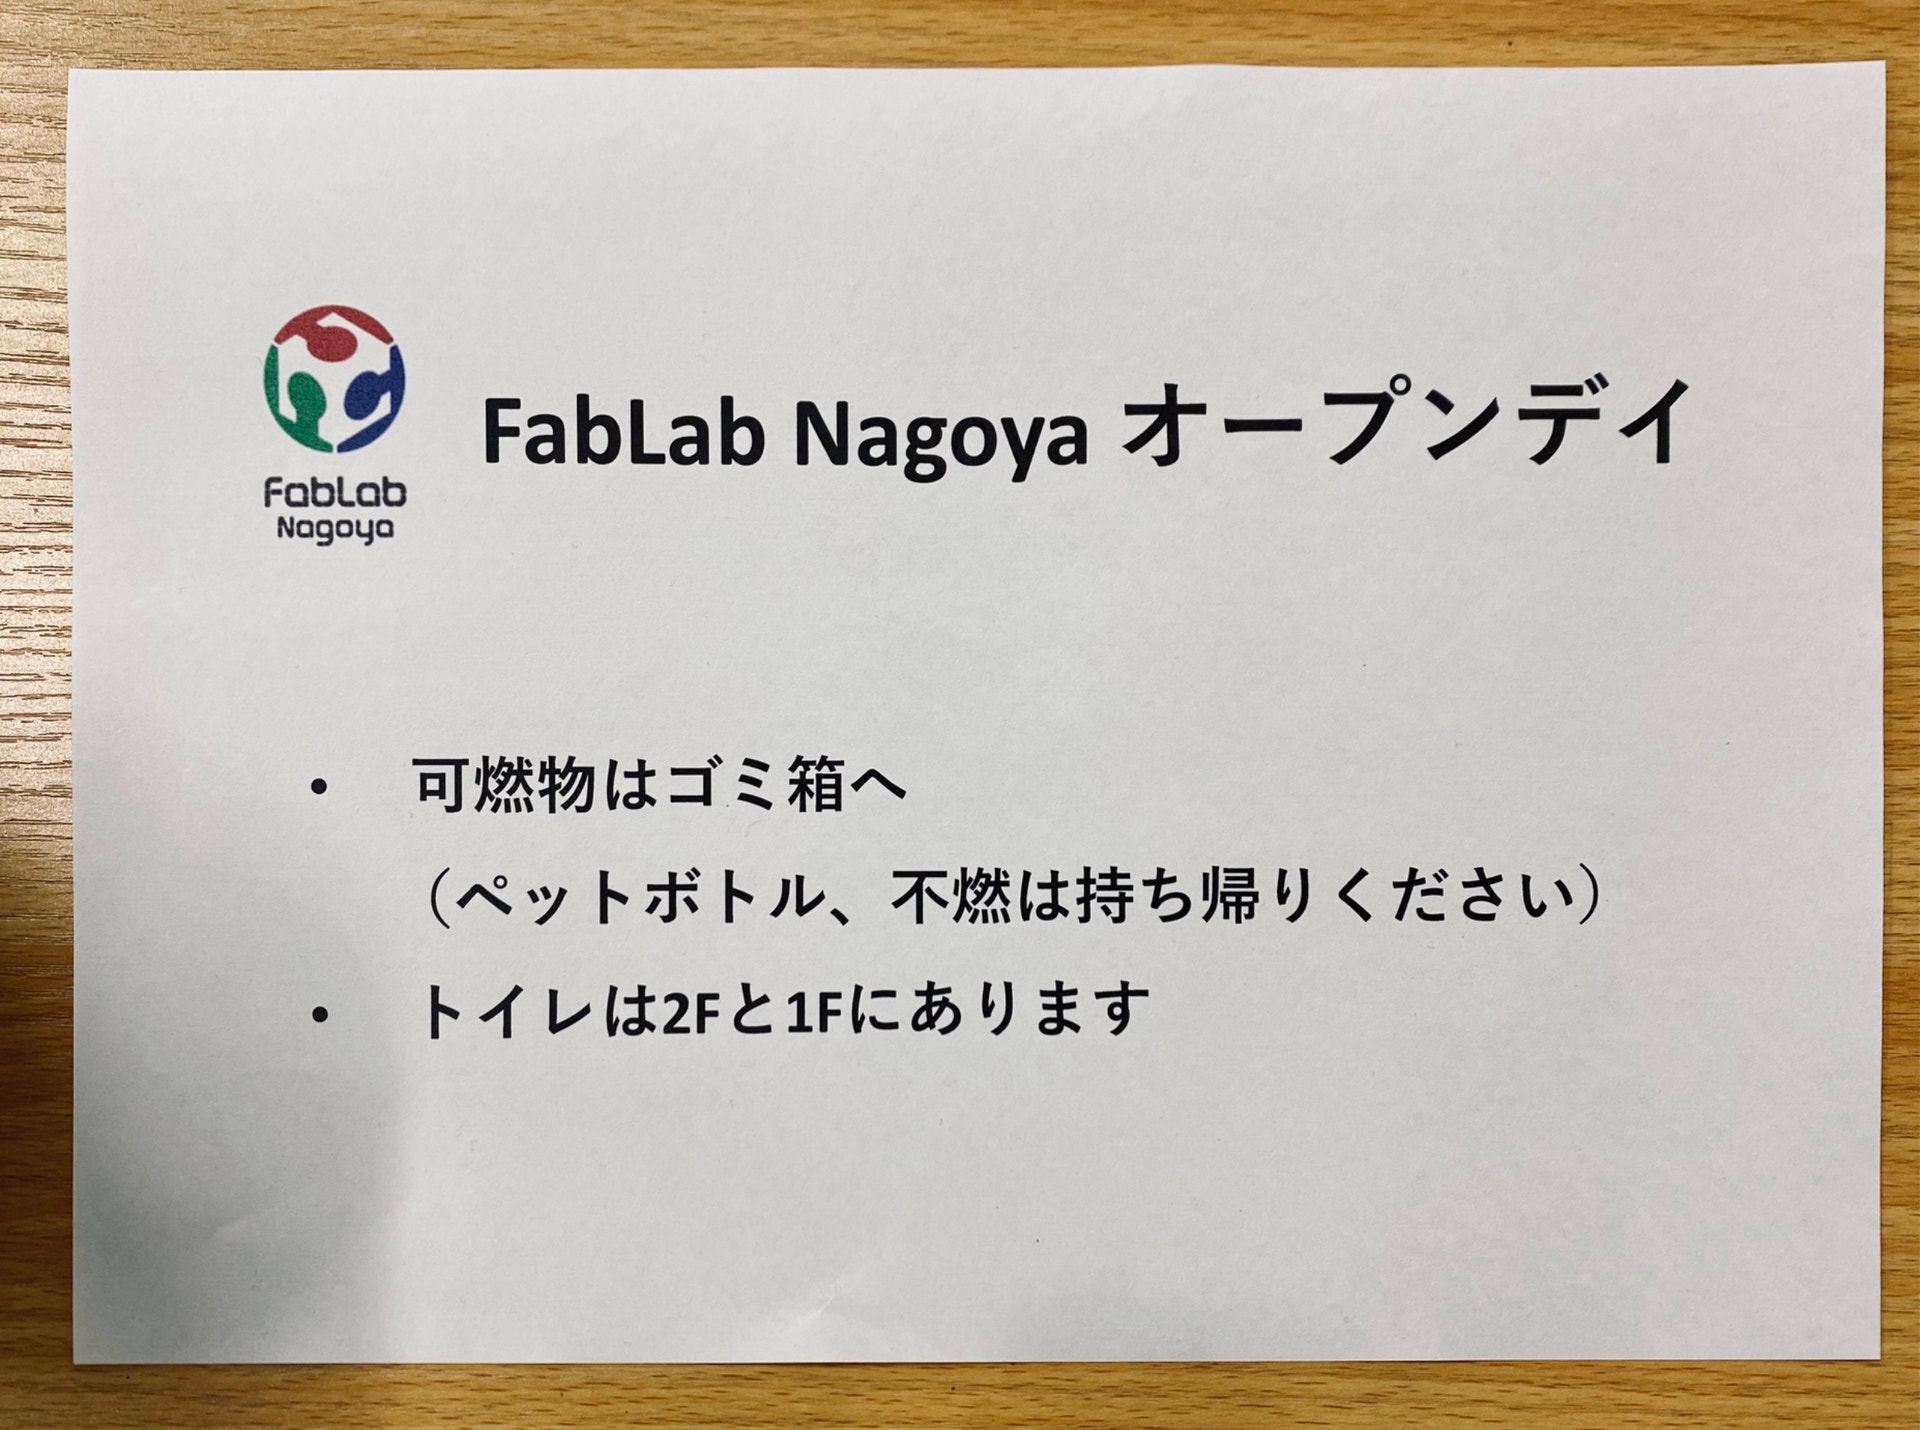 FabLab
Nagoya
FabLab Nagoya オープンデイ
• 可燃物はゴミ箱へ
（ペットボトル、不燃は持ち帰りください）
• トイレは2Fと1Fにあります